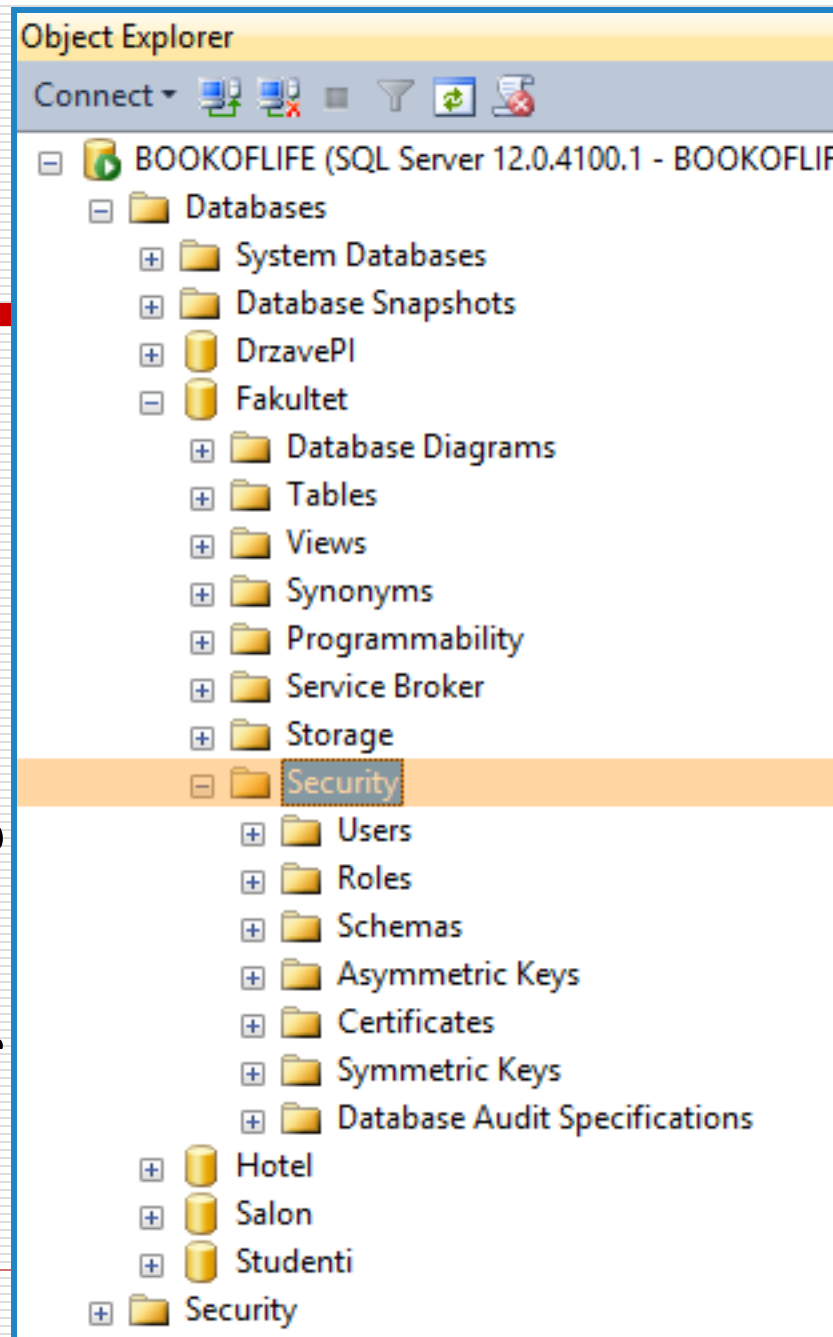 Object Explorer
Connect
BOOKOFLIFE (SQL Server 12.0.4100.1 - BOOKOFLIF
Databases
System Databases
Database Snapshots
DrzavePI
Fakultet
Database Diagrams
Tables
Views
Synonyms
Programmability
Service Broker
Storage
Security
Users
Roles
Schemas
Asymmetric Keys
Certificates
Symmetric Keys
Database Audit Specifications
Hotel
Salon
Studenti
Security